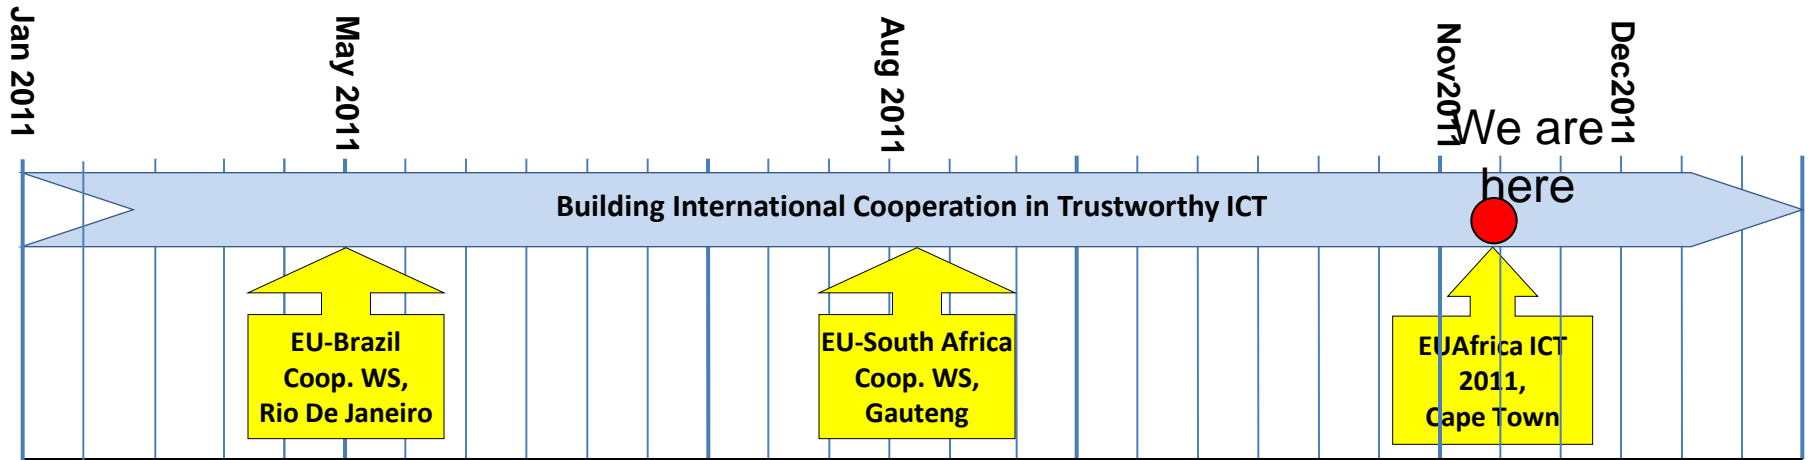 Jan 2011
May 2011
Aug 2011
Nov2011
Dec2011
We are
here
Building International Cooperation in Trustworthy ICT
EU-Brazil
Coop. WS,
Rio De Janeiro
EU-South Africa
Coop. WS,
Gauteng
EUAfrica ICT
2011,
Cape Town